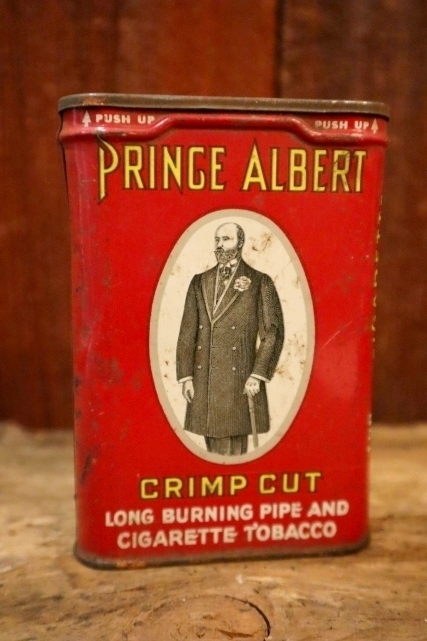 PUSH UP PUSH UP
PRINCE ALBERT
CRIMP CUT
LONG BURNING PIPE AND
CIGARETTE TOBACCO